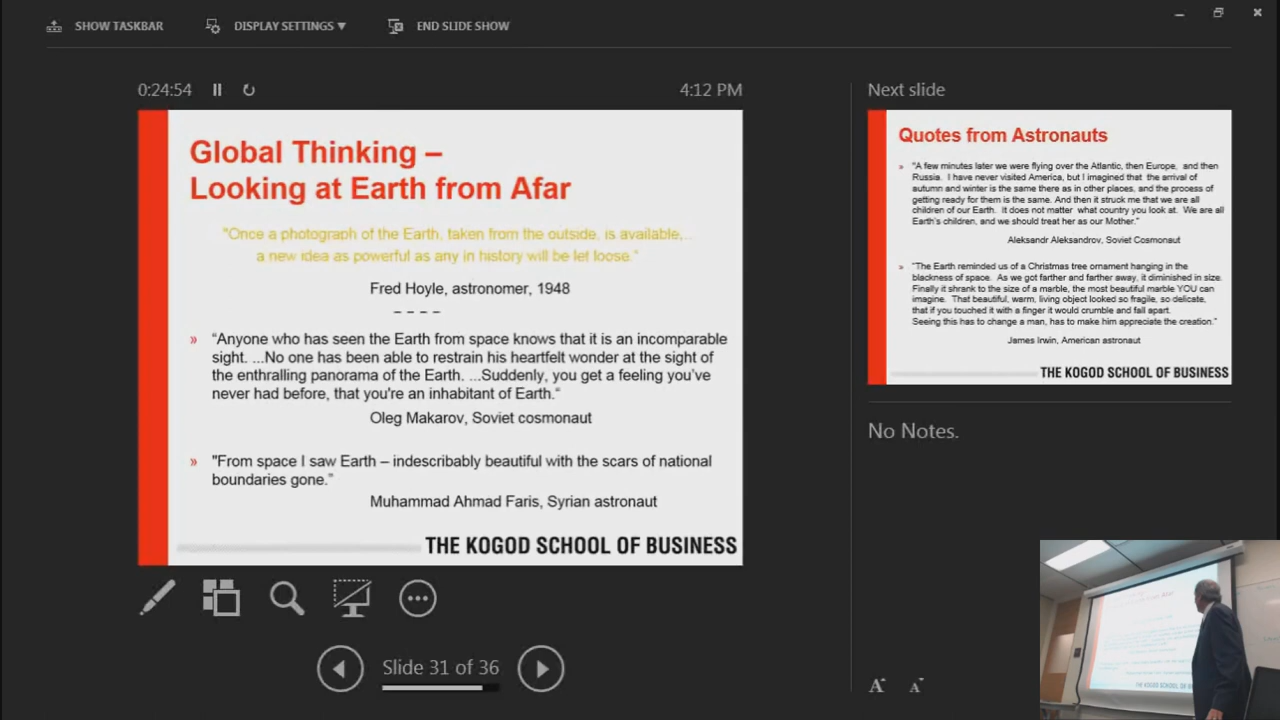 SHOW TASKBAR
DISPLAY SETTINGS ▼
END SLIDE SHOW
0:24:54
4:12 PM
Global Thinking –
Looking at Earth from Afar
"Once a photograph of the Earth, taken from the outside, is available,...
a new idea as powerful as any in history will be let loose."
Fred Hoyle, astronomer, 1948
- - - -
» “Anyone who has seen the Earth from space knows that it is an incomparable
sight. ...No one has been able to restrain his heartfelt wonder at the sight of
the enthralling panorama of the Earth. ...Suddenly, you get a feeling you’ve
never had before, that you're an inhabitant of Earth.“
Oleg Makarov, Soviet cosmonaut
» "From space I saw Earth – indescribably beautiful with the scars of national
boundaries gone.”
Muhammad Ahmad Faris, Syrian astronaut
THE KOGOD SCHOOL OF BUSINESS
Slide 31 of 36
Next slide
Quotes from Astronauts
» "A few minutes later we were flying over the Atlantic, then Europe, and then
Russia. I have never visited America, but I imagined that the arrival of
autumn and winter is the same there as in other places, and the process of
getting ready for them is the same. And then it struck me that we are all
children of our Earth. It does not matter what country you look at. We are all
Earth's children, and we should treat her as our Mother."
Aleksandr Aleksandrov, Soviet Cosmonaut
» "The Earth reminded us of a Christmas tree ornament hanging in the
blackness of space. As we got farther and farther away, it diminished in size.
Finally it shrank to the size of a marble, the most beautiful marble YOU can
imagine. That beautiful, warm, living object looked so fragile, so delicate,
that if you touched it with a finger it would crumble and fall apart.
Seeing this has to change a man, has to make him appreciate the creation."
James Irwin, American astronaut
THE KOGOD SCHOOL OF BUSINESS
No Notes.
A A
THE KOGOD SCHOOL OF